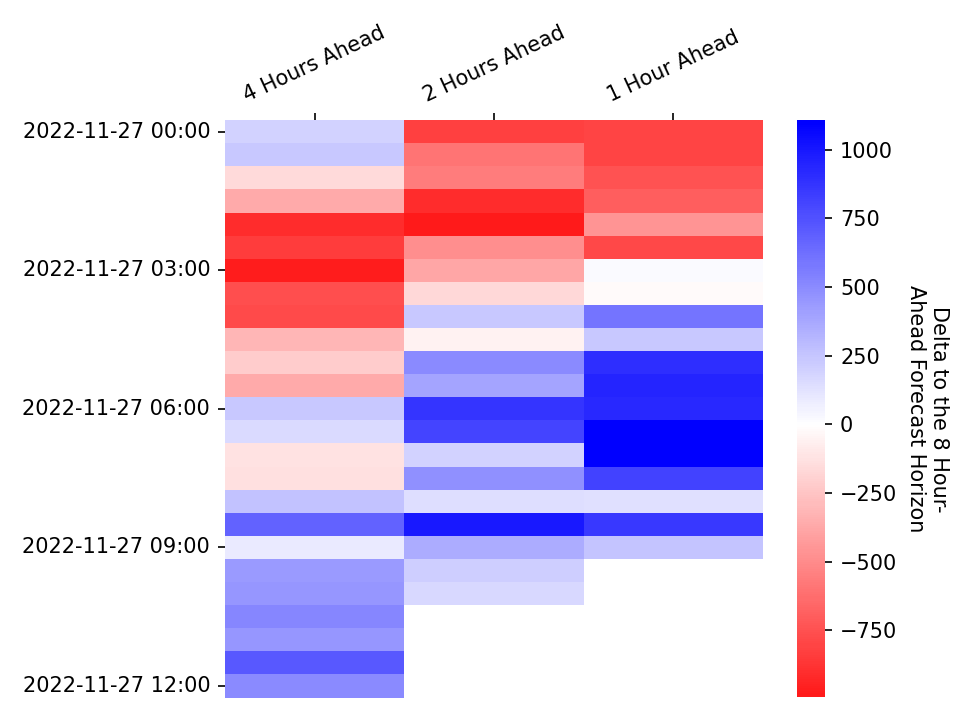 4 Hours Ahead
2 Hours Ahead
1 Hour Ahead
2022-11-27 00:00
2022-11-27 03:00
2022-11-27 06:00
2022-11-27 09:00
2022-11-27 12:00
1000
750
500
250
0
−250
−500
−750
Delta to the 8 Hour-
Ahead Forecast Horizon